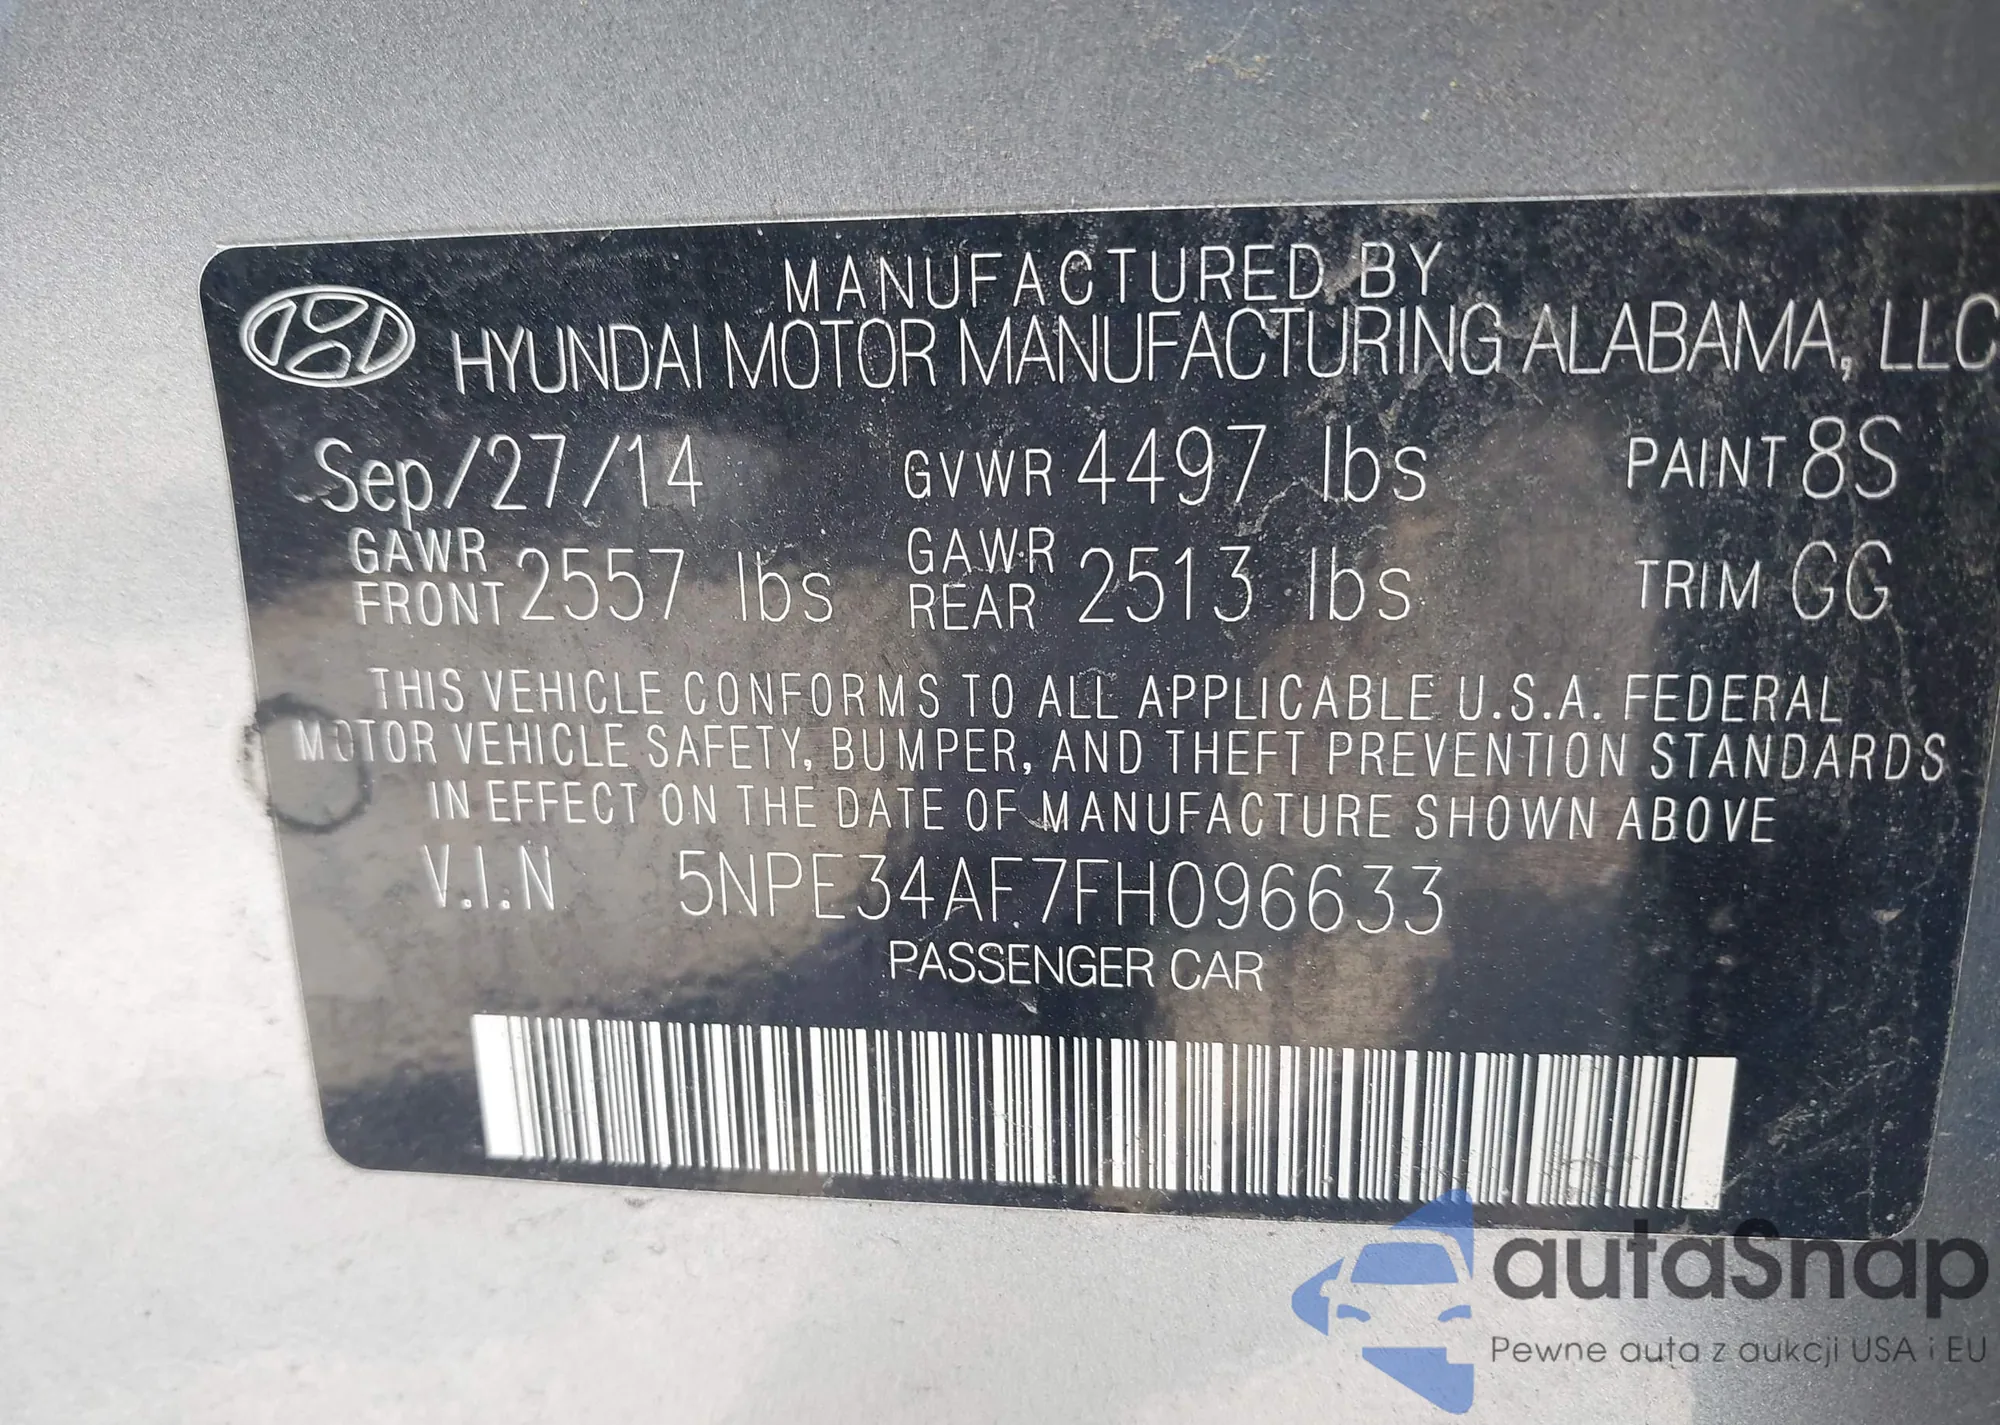 MANUFACTURED BY
HYUNDAI MOTOR MANUFACTURING ALABAMA, LLC
Sep/27/14 GVWR 4497 lbs PAINT 8S
GAWR FRONT 2557 lbs GAWR REAR 2513 lbs TRIM GG
THIS VEHICLE CONFORMS TO ALL APPLICABLE U.S.A. FEDERAL
MOTOR VEHICLE SAFETY, BUMPER, AND THEFT PREVENTION STANDARDS
IN EFFECT ON THE DATE OF MANUFACTURE SHOWN ABOVE
V.I.N 5NPE34AF7FH096633
PASSENGER CAR
autaSnap
Pewne auta z aukcji USA i EU